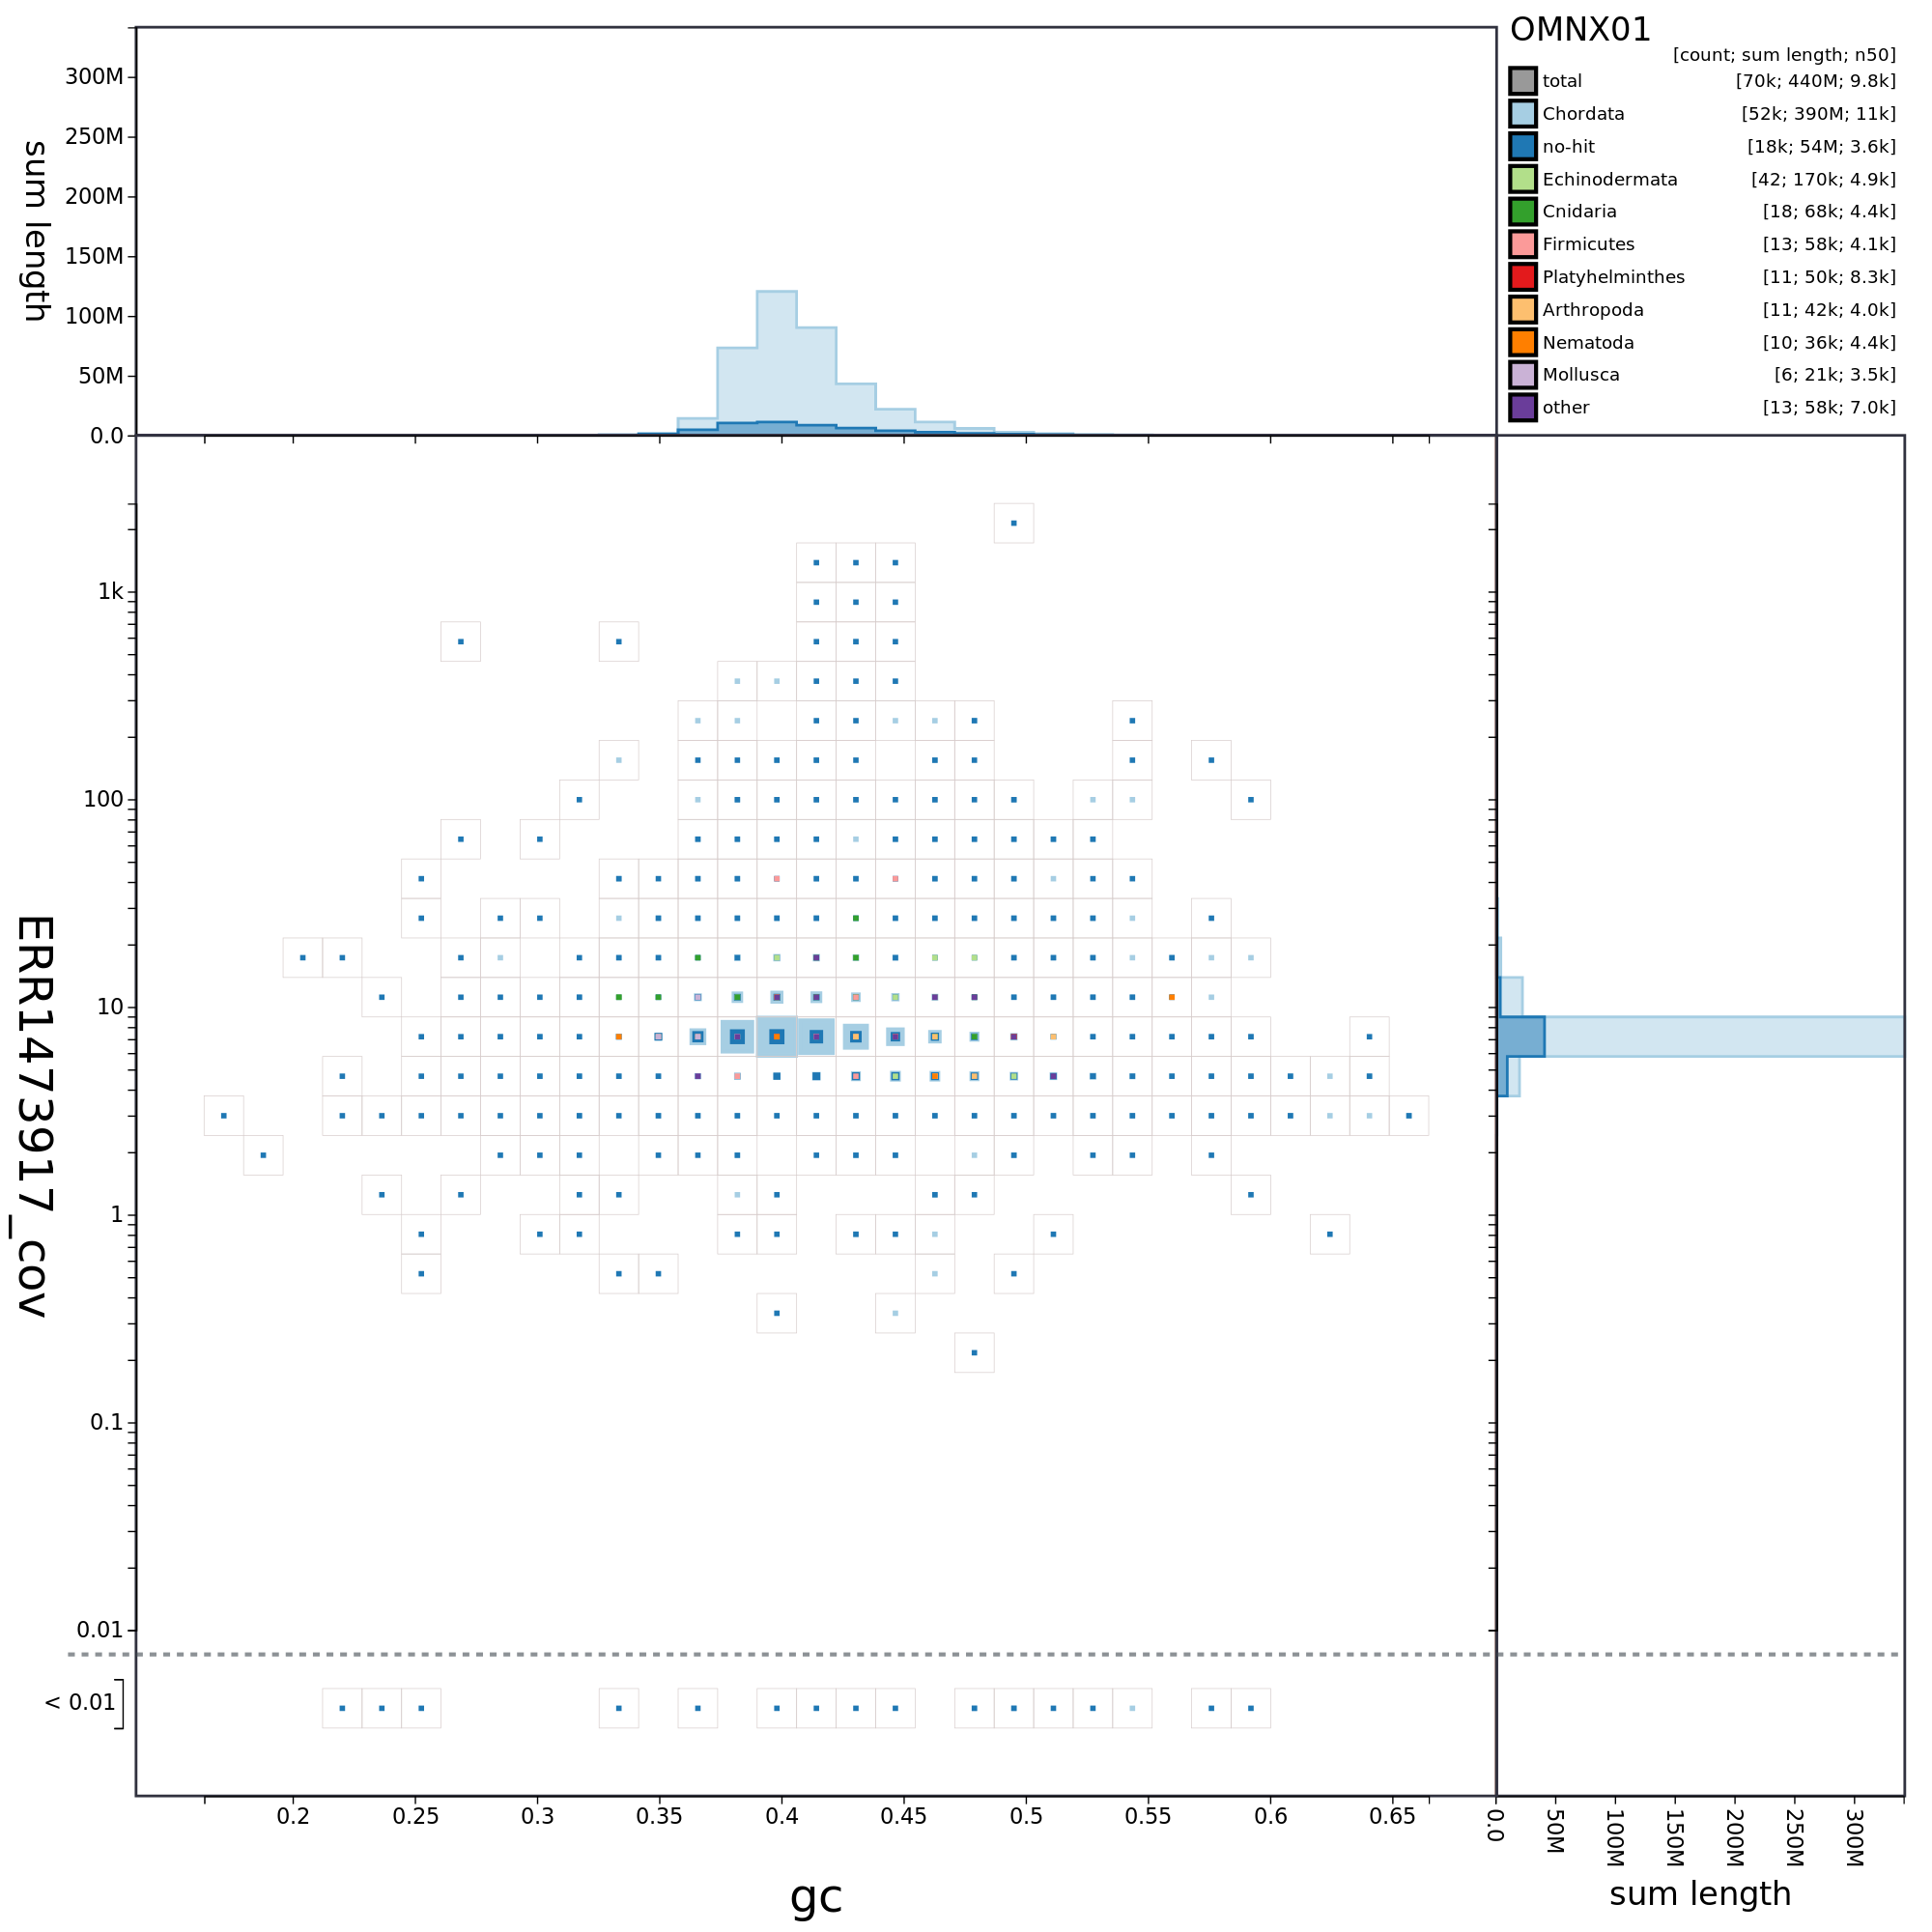 OMNX01
[count; sum length; n50]
total [70k; 440M; 9.8k]
Chordata [52k; 390M; 11k]
no-hit [18k; 54M; 3.6k]
Echinodermata [42; 170k; 4.9k]
Cnidaria [18; 68k; 4.4k]
Firmicutes [13; 58k; 4.1k]
Platyhelminthes [11; 50k; 8.3k]
Arthropoda [11; 42k; 4.0k]
Nematoda [10; 36k; 4.4k]
Mollusca [6; 21k; 3.5k]
other [13; 58k; 7.0k]
sum length
300M
250M
200M
150M
100M
50M
0.0
ERR1473917_cov
1k
100
10
1
0.1
0.01
< 0.01
0.2 0.25 0.3 0.35 0.4 0.45 0.5 0.55 0.6 0.65
gc
0.0 50M 100M 150M 200M 250M 300M
sum length